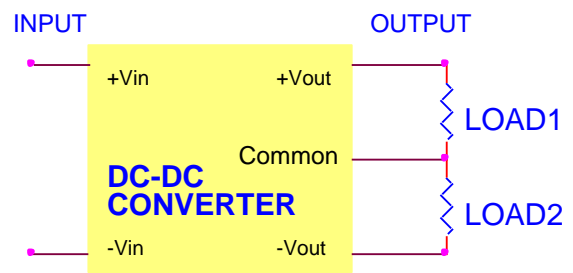 INPUT OUTPUT
+Vin +Vout
LOAD1
Common
DC-DC
CONVERTER
LOAD2
-Vin -Vout